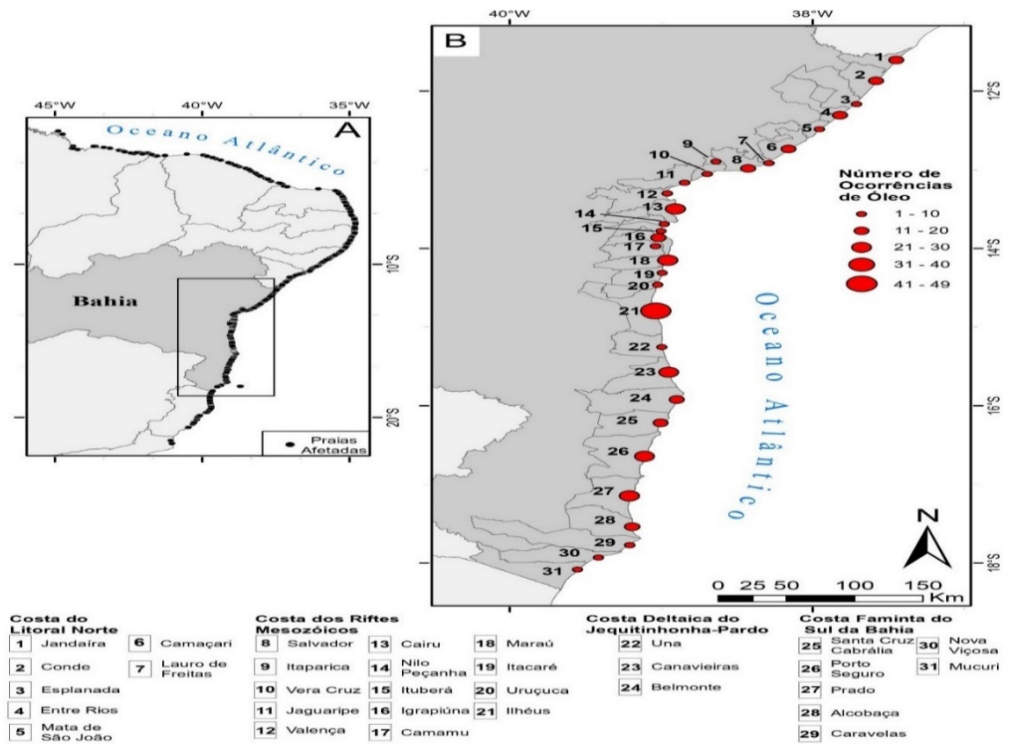 45°W
40°W
35°W
A
Oceano Atlântico
Bahia
10°S
20°S
Praias
Afetadas
40°W
38°W
B
12°S
14°S
16°S
18°S
1
2
3
4
5
6
7
8
9
10
11
12
13
14
15
16
17
18
19
20
21
22
23
24
25
26
27
28
29
30
31
Número de
Ocorrências
de Óleo
1 - 10
11 - 20
21 - 30
31 - 40
41 - 49
Oceano Atlântico
N
0 25 50 100 150
Km
Costa do
Litoral Norte
1 Jandaíra
2 Conde
3 Esplanada
4 Entre Rios
5 Mata de
São João
6 Camaçari
7 Lauro de
Freitas
Costa dos Riftes
Mesozóicos
8 Salvador
9 Itaparica
10 Vera Cruz
11 Jaguaripe
12 Valença
13 Cairu
14 Nilo
Peçanha
15 Ituberá
16 Igrapiúna
17 Camamu
18 Maraú
19 Itacaré
20 Uruçuca
21 Ilhéus
Costa Deltaica do
Jequitinhonha-Pardo
22 Una
23 Canavieiras
24 Belmonte
Costa Faminta do
Sul da Bahia
25 Santa Cruz
Cabrália
26 Porto
Seguro
27 Prado
28 Alcobaça
29 Caravelas
30 Nova
Viçosa
31 Mucuri